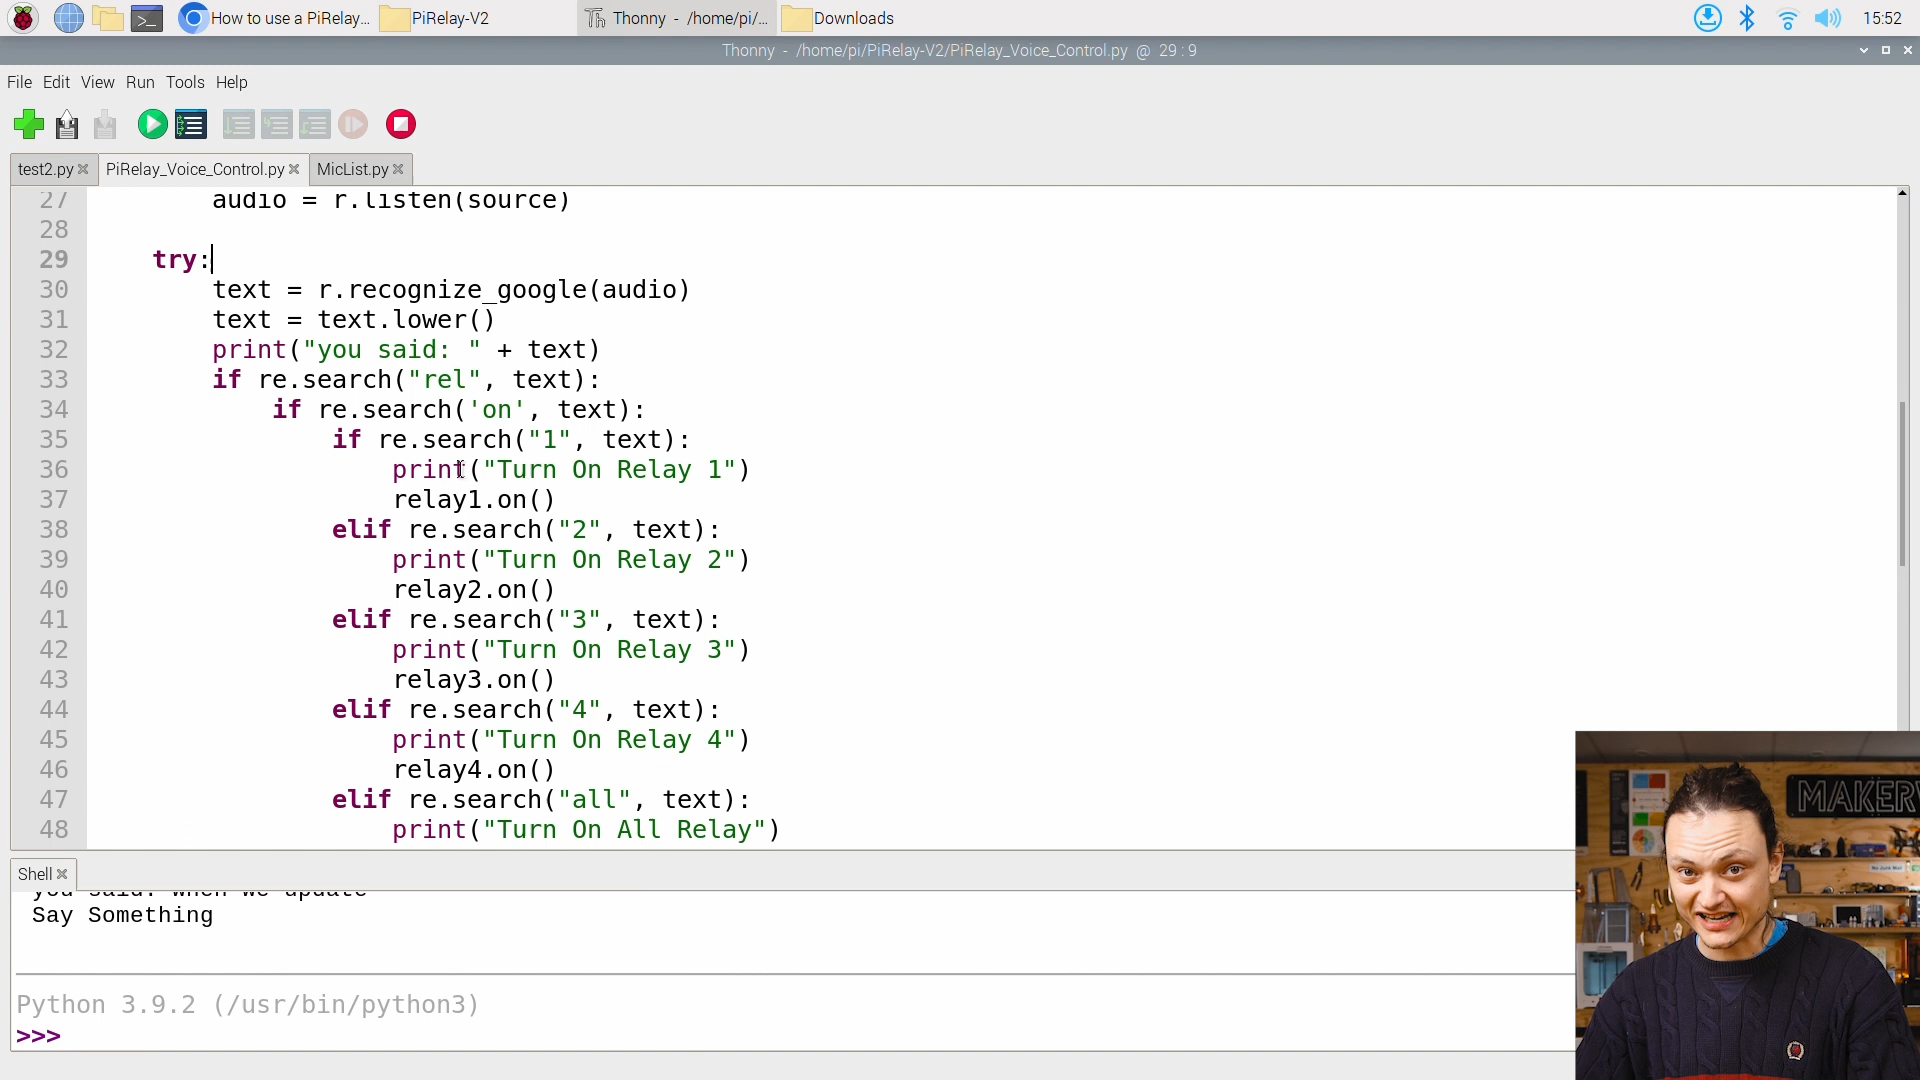 How to use a PiRelay...
PiRelay-V2
Thonny - /home/pi/...
Downloads
15:52
Thonny - /home/pi/PiRelay-V2/PiRelay_Voice_Control.py @ 29 : 9
File Edit View Run Tools Help
test2.py
PiRelay_Voice_Control.py
MicList.py
27 audio = r.listen(source)
28
29 try:
30 text = r.recognize_google(audio)
31 text = text.lower()
32 print("you said: " + text)
33 if re.search("rel", text):
34 if re.search('on', text):
35 if re.search("1", text):
36 print("Turn On Relay 1")
37 relay1.on()
38 elif re.search("2", text):
39 print("Turn On Relay 2")
40 relay2.on()
41 elif re.search("3", text):
42 print("Turn On Relay 3")
43 relay3.on()
44 elif re.search("4", text):
45 print("Turn On Relay 4")
46 relay4.on()
47 elif re.search("all", text):
48 print("Turn On All Relay")
Shell
you said: when we update
Say Something
Python 3.9.2 (/usr/bin/python3)
>>>
MAKERV